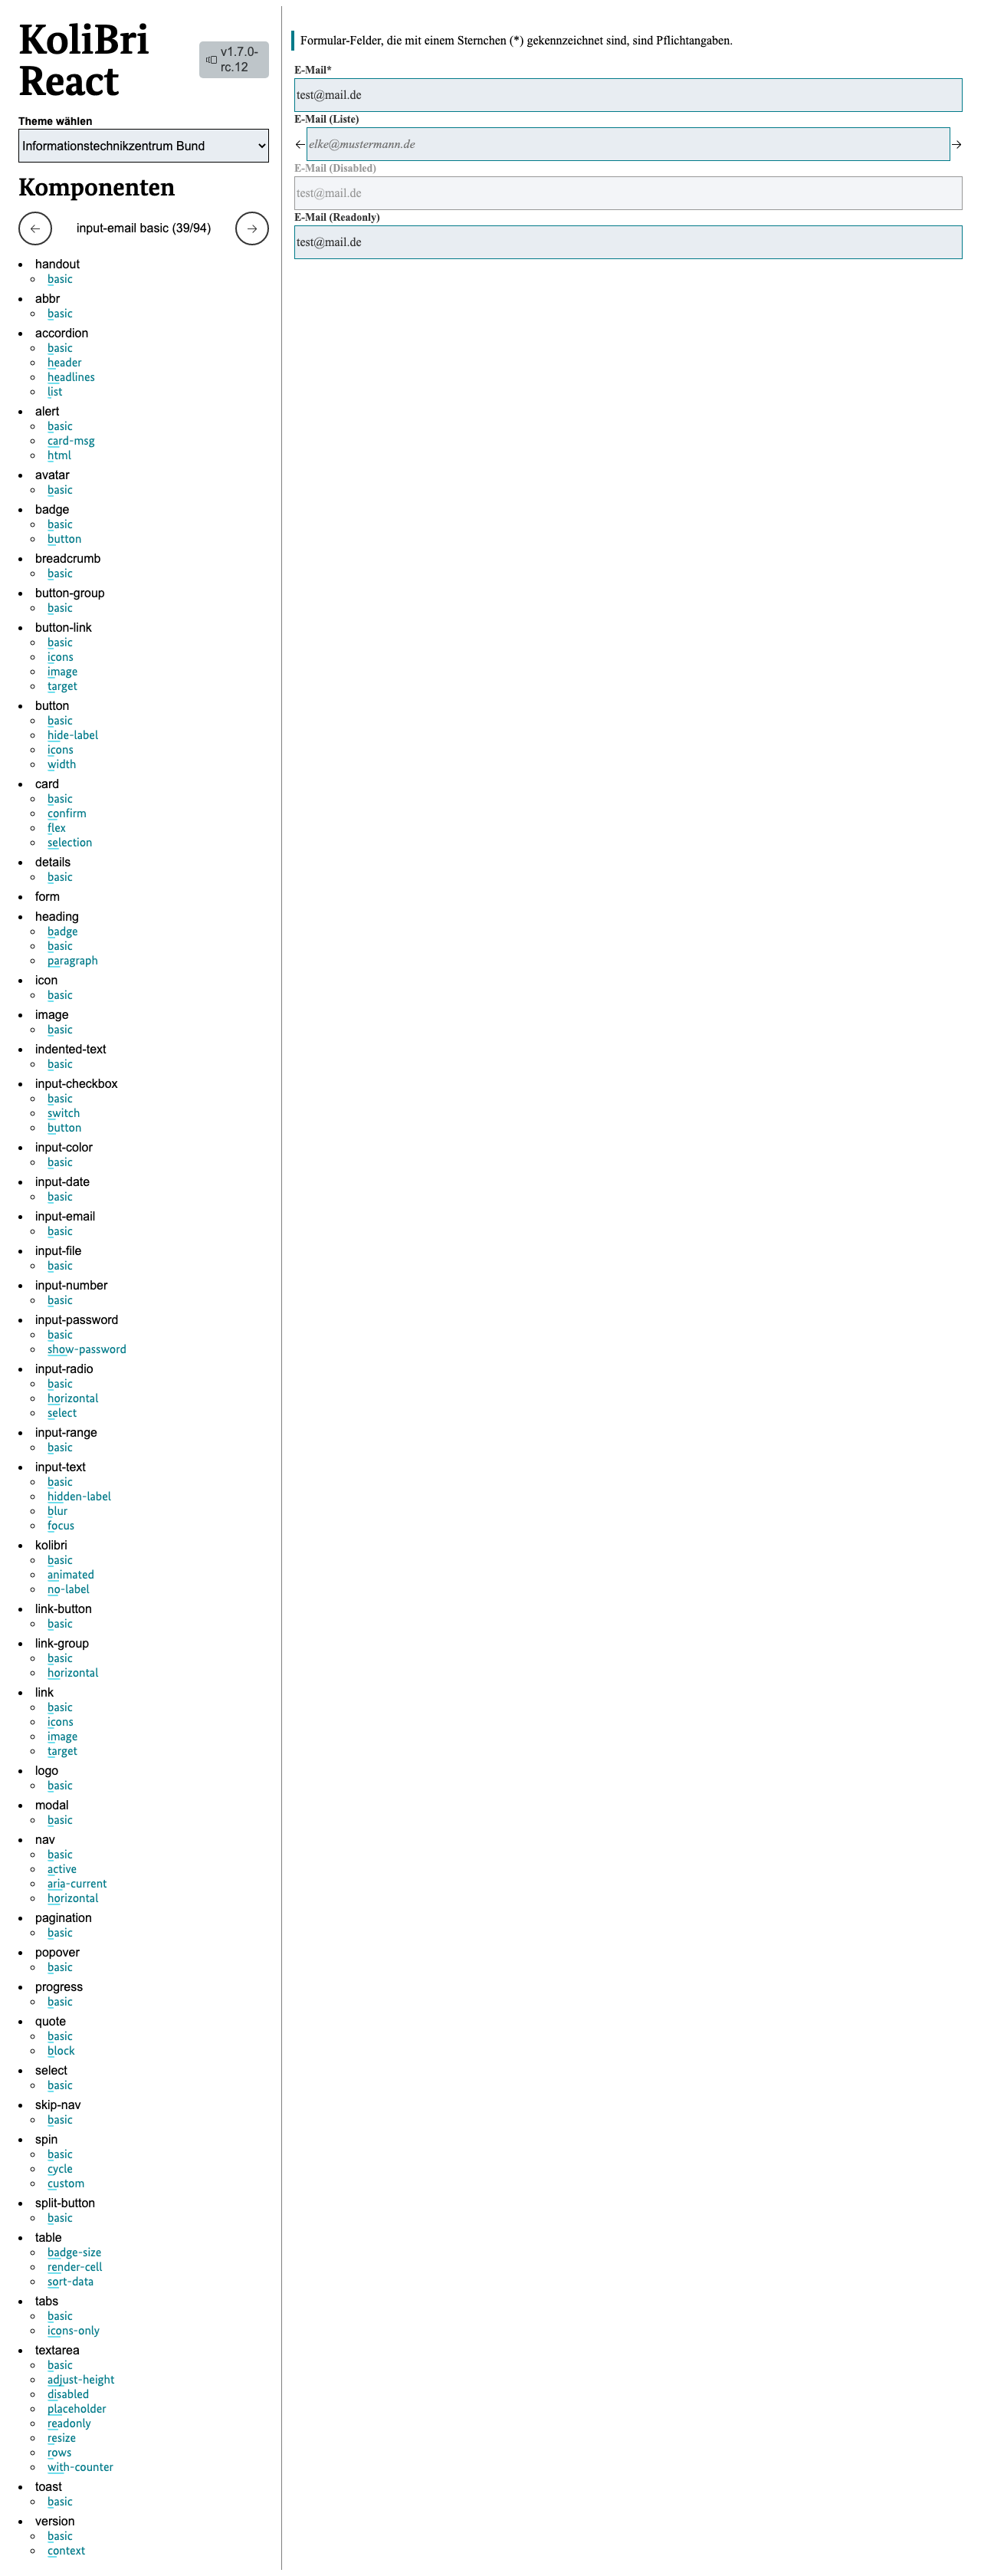 KoliBri
React
v1.7.0-
rc.12
Theme wählen
Informationstechnikzentrum Bund
Komponenten
input-email basic (39/94)
handout
basic
abbr
basic
accordion
basic
header
headlines
list
alert
basic
card-msg
html
avatar
basic
badge
basic
button
breadcrumb
basic
button-group
basic
button-link
basic
icons
image
target
button
basic
hide-label
icons
width
card
basic
confirm
flex
selection
details
basic
form
heading
badge
basic
paragraph
icon
basic
image
basic
indented-text
basic
input-checkbox
basic
switch
button
input-color
basic
input-date
basic
input-email
basic
input-file
basic
input-number
basic
input-password
basic
show-password
input-radio
basic
horizontal
select
input-range
basic
input-text
basic
hidden-label
blur
focus
kolibri
basic
animated
no-label
link-button
basic
link-group
basic
horizontal
link
basic
icons
image
target
logo
basic
modal
basic
nav
basic
active
aria-current
horizontal
pagination
basic
popover
basic
progress
basic
quote
basic
block
select
basic
skip-nav
basic
spin
basic
cycle
custom
split-button
basic
table
badge-size
render-cell
sort-data
tabs
basic
icons-only
textarea
basic
adjust-height
disabled
placeholder
readonly
resize
rows
with-counter
toast
basic
version
basic
context
Formular-Felder, die mit einem Sternchen (*) gekennzeichnet sind, sind Pflichtangaben.
E-Mail*
test@mail.de
E-Mail (Liste)
elke@mustermann.de
E-Mail (Disabled)
test@mail.de
E-Mail (Readonly)
test@mail.de